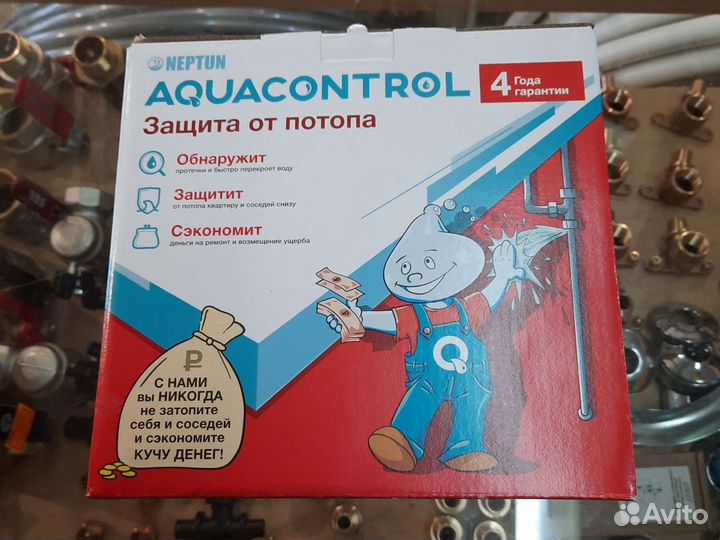 NEPTUN
AQUACONTROL
4 Года
гарантии
Защита от потопа
Обнаружит
протечки и быстро перекроет воду
Защитит
от потопа квартиру и соседей снизу
Сэкономит
деньги на ремонт и возмещение ущерба
₽
С НАМИ
вы НИКОГДА
не затопите
себя и соседей
и сэкономите
КУЧУ ДЕНЕГ!
Q
Avito